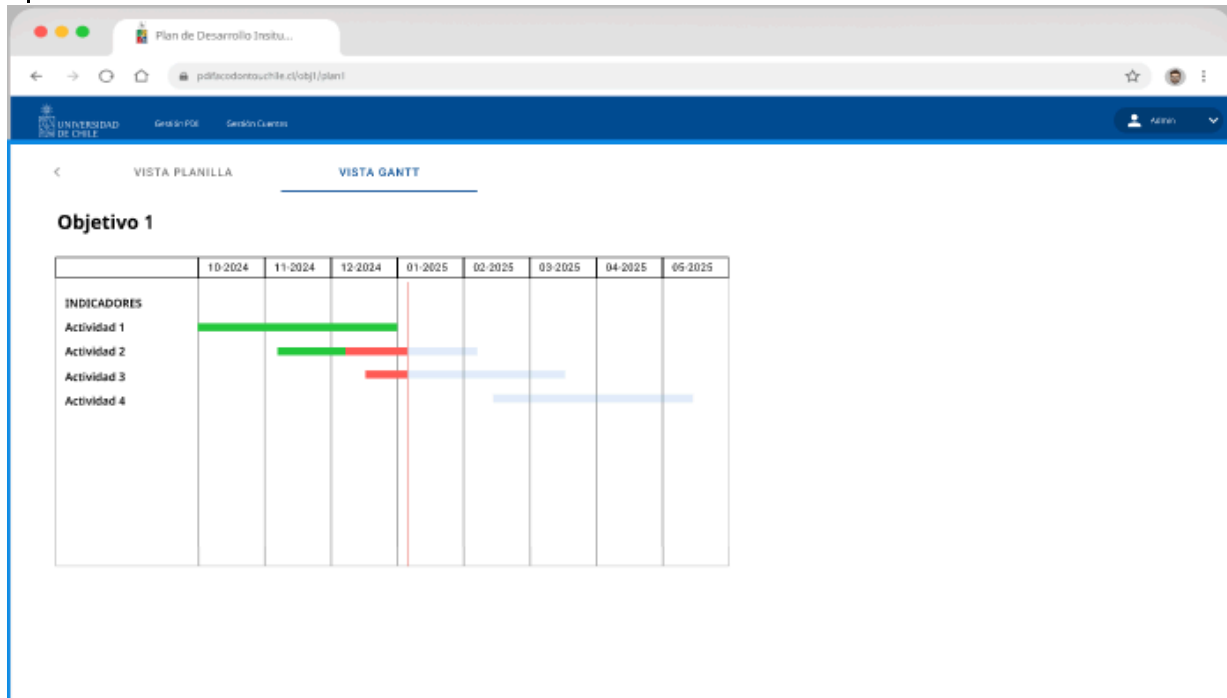 Plan de Desarrollo Insitu...
pdifacodontouchile.cl/obj1/plan1
UNIVERSIDAD
DE CHILE
Gestión PDI
Gestión Cuentas
Admin
VISTA PLANILLA
VISTA GANTT
Objetivo 1
10-2024 11-2024 12-2024 01-2025 02-2025 03-2025 04-2025 05-2025
INDICADORES
Actividad 1
Actividad 2
Actividad 3
Actividad 4